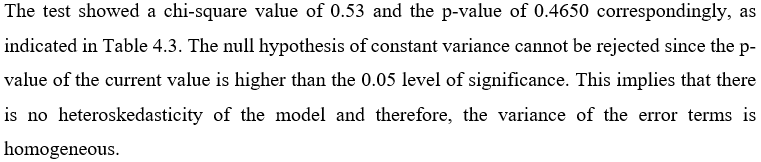 The test showed a chi-square value of 0.53 and the p-value of 0.4650 correspondingly, as
indicated in Table 4.3. The null hypothesis of constant variance cannot be rejected since the p-
value of the current value is higher than the 0.05 level of significance. This implies that there
is no heteroskedasticity of the model and therefore, the variance of the error terms is
homogeneous.